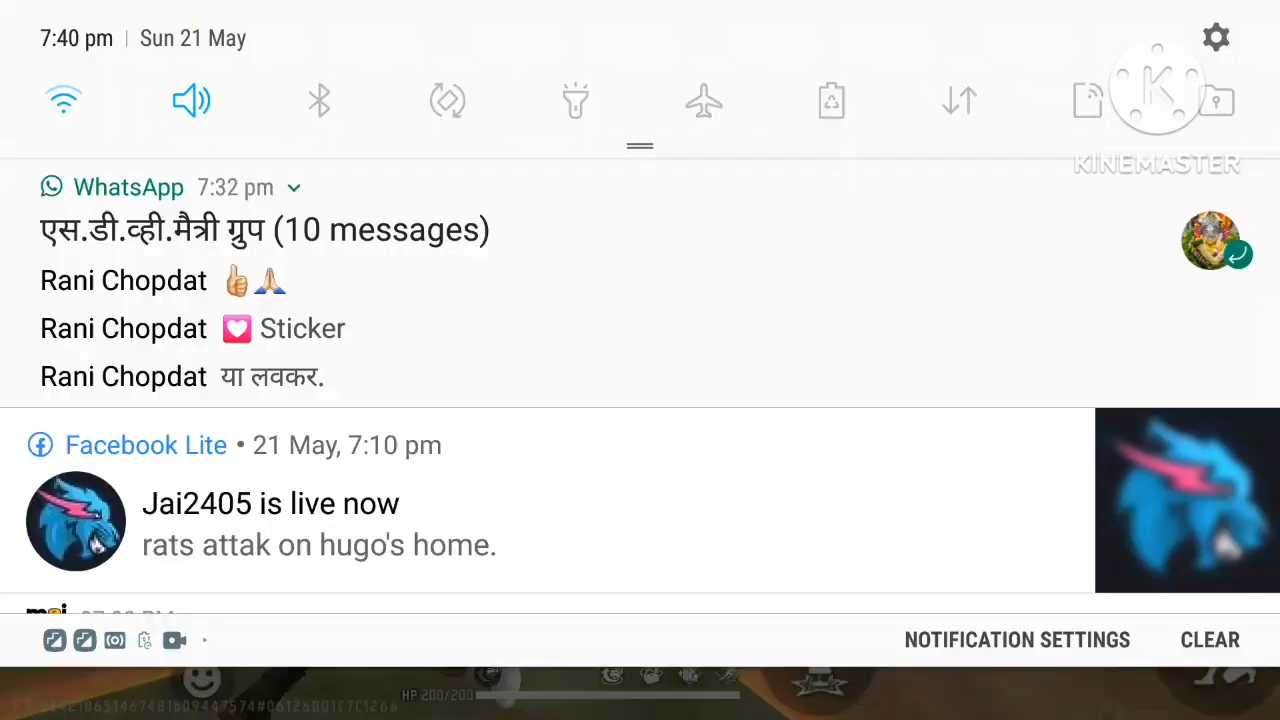 7:40 pm | Sun 21 May
K
KINEMASTER
WhatsApp 7:32 pm
एस.डी.व्ही.मैत्री ग्रुप (10 messages)
Rani Chopdat 👍🏻🙏🏻
Rani Chopdat 💟 Sticker
Rani Chopdat या लवकर.
Facebook Lite • 21 May, 7:10 pm
Jai2405 is live now
rats attak on hugo's home.
NOTIFICATION SETTINGS CLEAR
HP 200/200